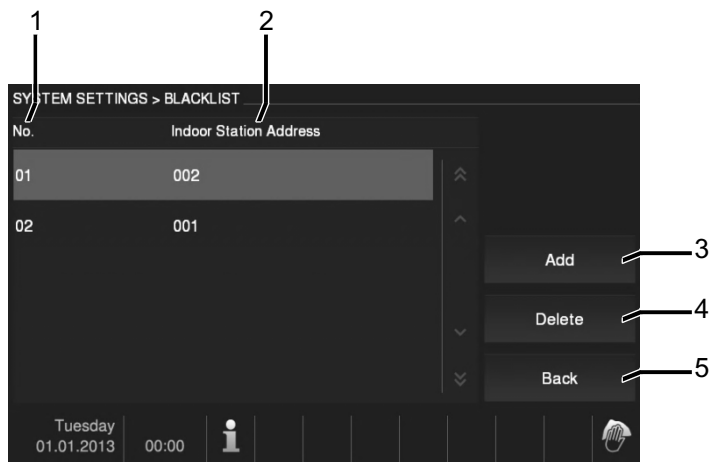 1 2
SYSTEM SETTINGS > BLACKLIST
No. Indoor Station Address
01 002
02 001
Add 3
Delete 4
Back 5
Tuesday
01.01.2013 00:00